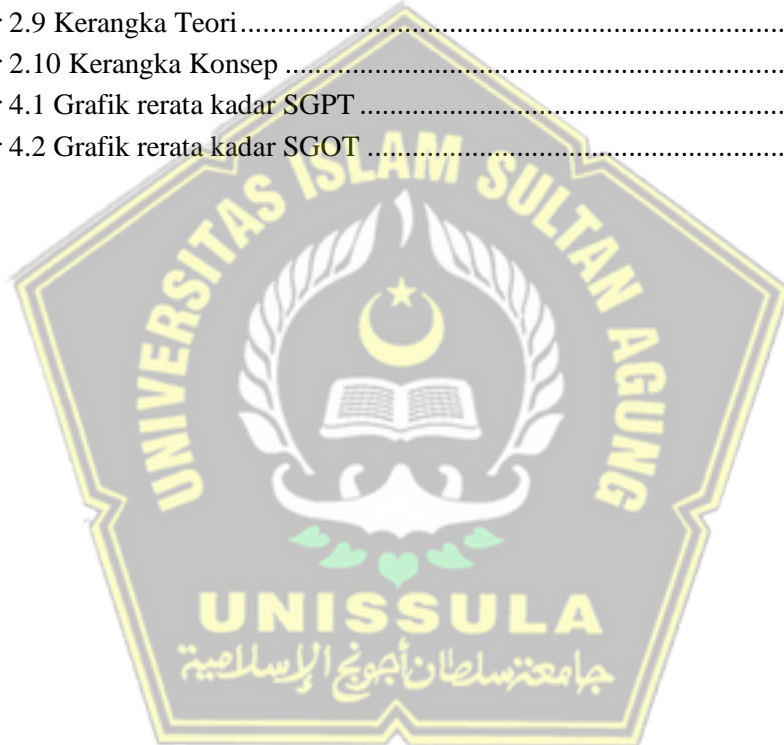 2.9 Kerangka Teori........................................................................................
2.10 Kerangka Konsep ................................................................................
4.1 Grafik rerata kadar SGPT ....................................................................
4.2 Grafik rerata kadar SGOT ...................................................................
UNIVERSITAS ISLAM SULTAN AGUNG
UNISSULA
جامعة سلطان أجونج الإسلامية